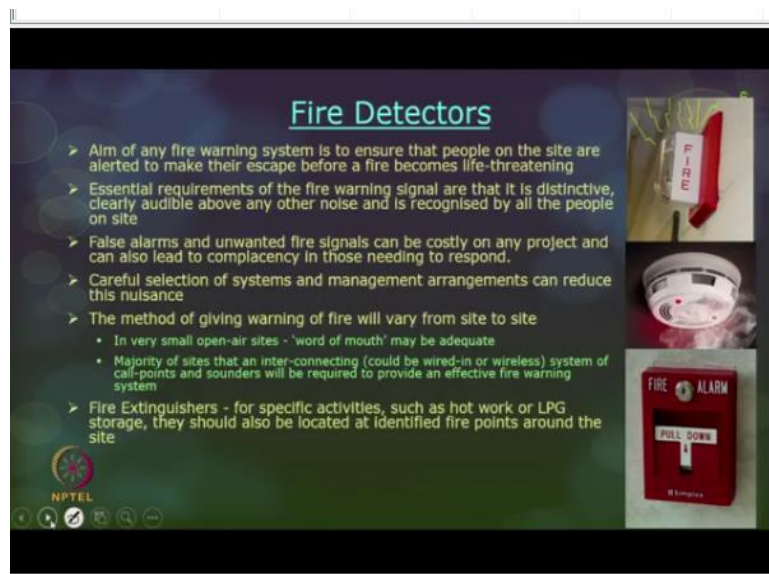 Fire Detectors
Aim of any fire warning system is to ensure that people on the site are
alerted to make their escape before a fire becomes life-threatening
Essential requirements of the fire warning signal are that it is distinctive,
clearly audible above any other noise and is recognised by all the people
on site
False alarms and unwanted fire signals can be costly on any project and
can also lead to complacency in those needing to respond.
Careful selection of systems and management arrangements can reduce
this nuisance
The method of giving warning of fire will vary from site to site
In very small open-air sites - 'word of mouth' may be adequate
Majority of sites that an inter-connecting (could be wired-in or wireless) system of
call-points and sounders will be required to provide an effective fire warning
system
Fire Extinguishers - for specific activities, such as hot work or LPG
storage, they should also be located at identified fire points around the
site
FIRE
FIRE ALARM
PULL DOWN
Simplex
NPTEL